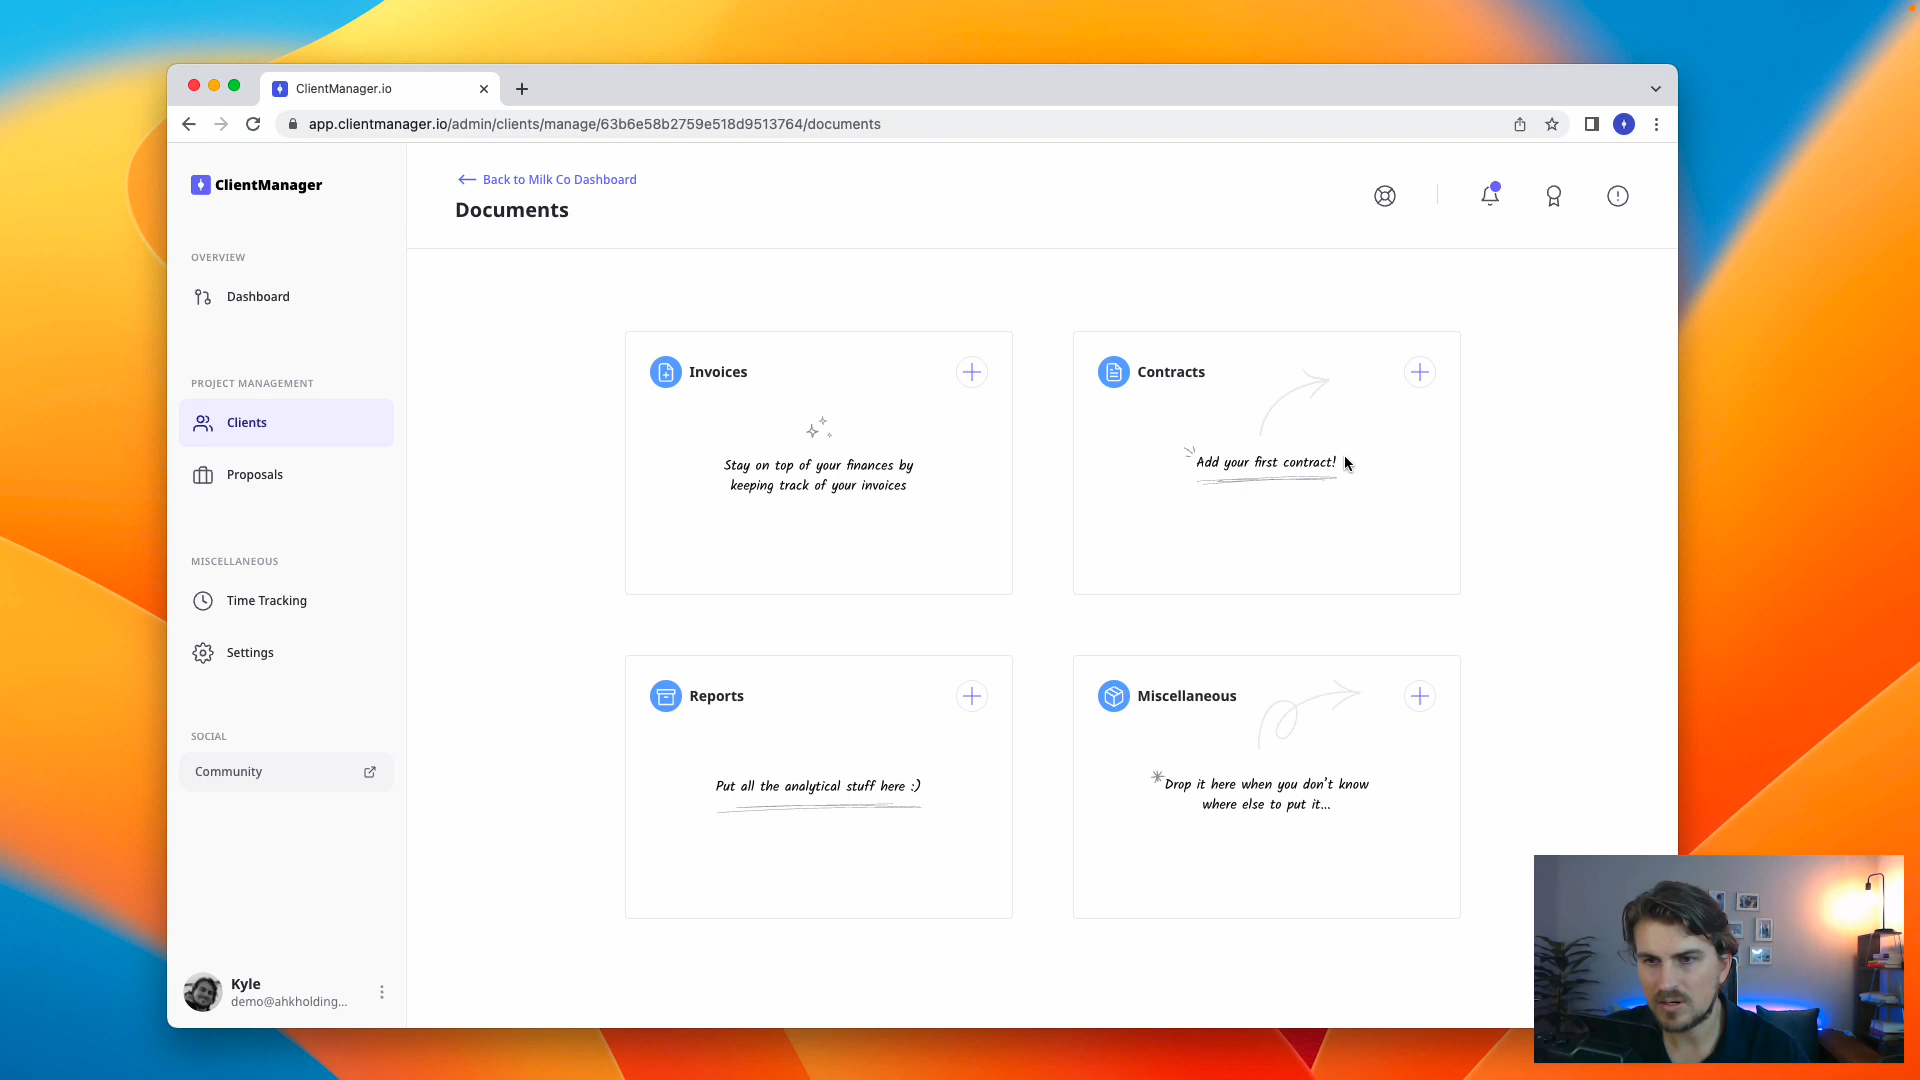 ClientManager.io
app.clientmanager.io/admin/clients/manage/63b6e58b2759e518d9513764/documents
ClientManager
OVERVIEW
Dashboard
PROJECT MANAGEMENT
Clients
Proposals
MISCELLANEOUS
Time Tracking
Settings
SOCIAL
Community
Kyle
demo@ahkholding...
Back to Milk Co Dashboard
Documents
Invoices
Stay on top of your finances by
keeping track of your invoices
Contracts
Add your first contract!
Reports
Put all the analytical stuff here :)
Miscellaneous
Drop it here when you don't know
where else to put it...